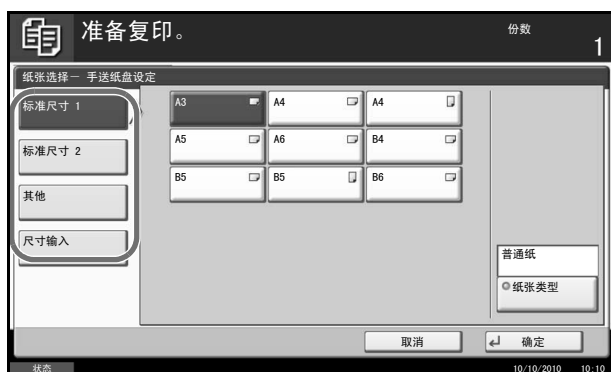 准备复印。
份数
1
纸张选择－ 手送纸盘设定
标准尺寸 1
标准尺寸 2
其他
尺寸输入
A3 A4 A4
A5 A6 B4
B5 B5 B6
普通纸
纸张类型
取消 确定
状态 10/10/2010 10:10